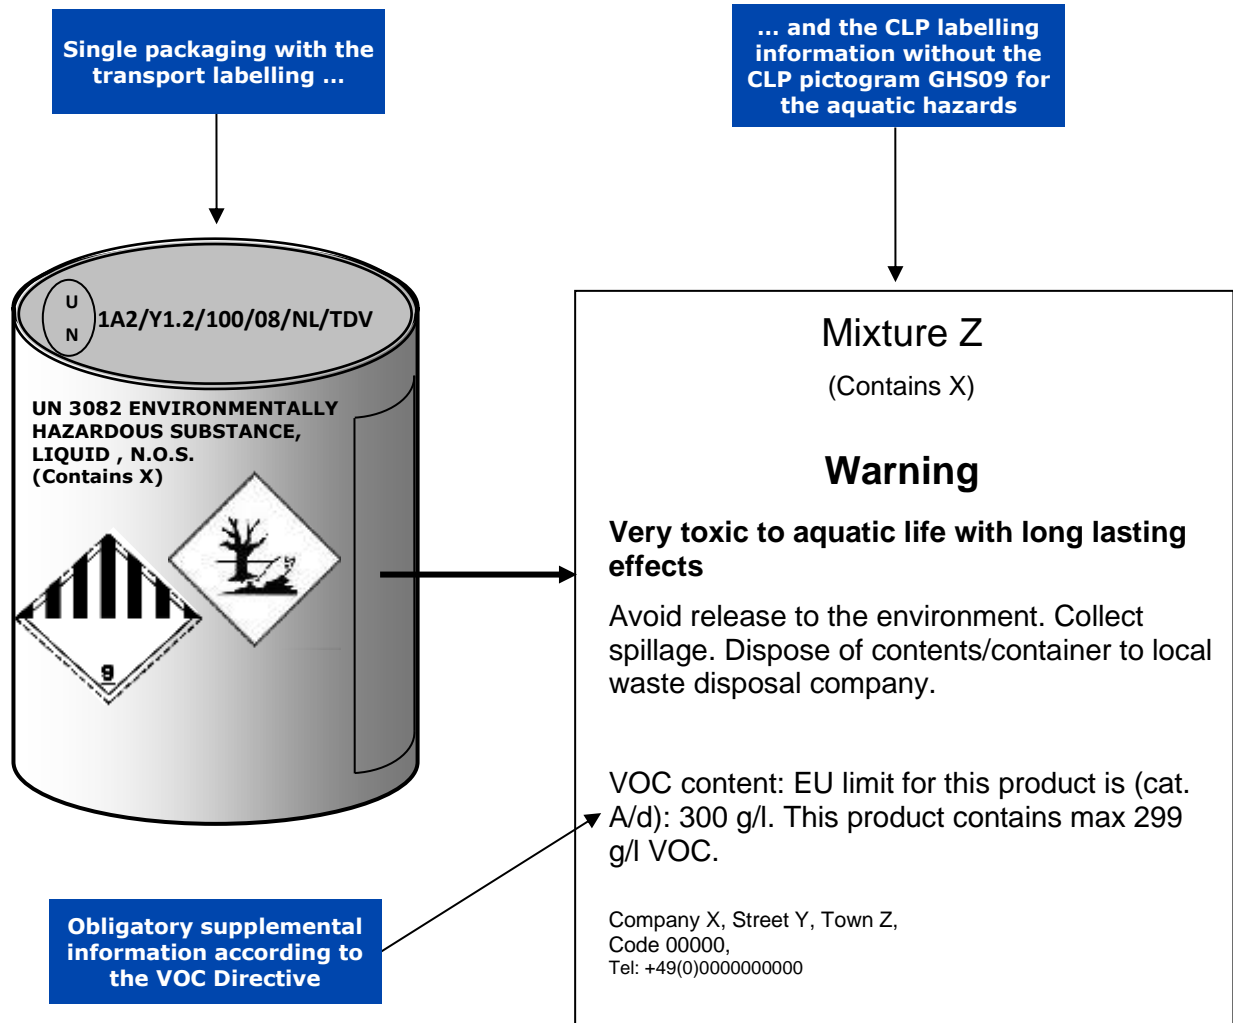 Single packaging with the
transport labelling ...
... and the CLP labelling
information without the
CLP pictogram GHS09 for
the aquatic hazards
U
N
1A2/Y1.2/100/08/NL/TDV
UN 3082 ENVIRONMENTALLY
HAZARDOUS SUBSTANCE,
LIQUID , N.O.S.
(Contains X)
9
Mixture Z
(Contains X)
Warning
Very toxic to aquatic life with long lasting
effects
Avoid release to the environment. Collect
spillage. Dispose of contents/container to local
waste disposal company.
VOC content: EU limit for this product is (cat.
A/d): 300 g/l. This product contains max 299
g/l VOC.
Company X, Street Y, Town Z,
Code 00000,
Tel: +49(0)0000000000
Obligatory supplemental
information according to
the VOC Directive